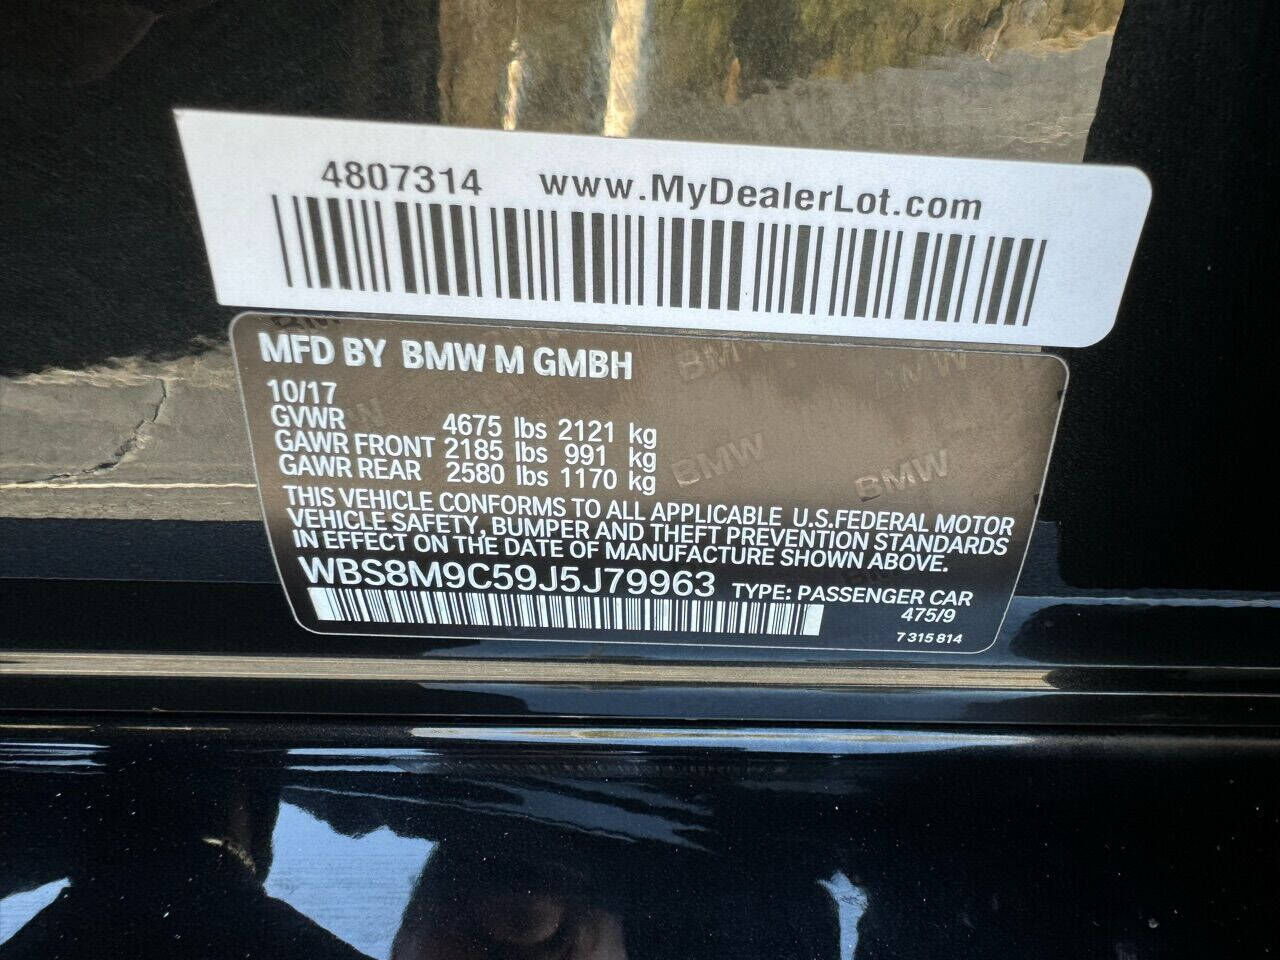 4807314 www.MyDealerLot.com
MFD BY BMW M GMBH
10/17
GVWR 4675 lbs 2121 kg
GAWR FRONT 2185 lbs 991 kg
GAWR REAR 2580 lbs 1170 kg
THIS VEHICLE CONFORMS TO ALL APPLICABLE U.S.FEDERAL MOTOR
VEHICLE SAFETY, BUMPER AND THEFT PREVENTION STANDARDS
IN EFFECT ON THE DATE OF MANUFACTURE SHOWN ABOVE.
WBS8M9C59J5J79963 TYPE: PASSENGER CAR
475/9
7 315 814
BMW
BMW